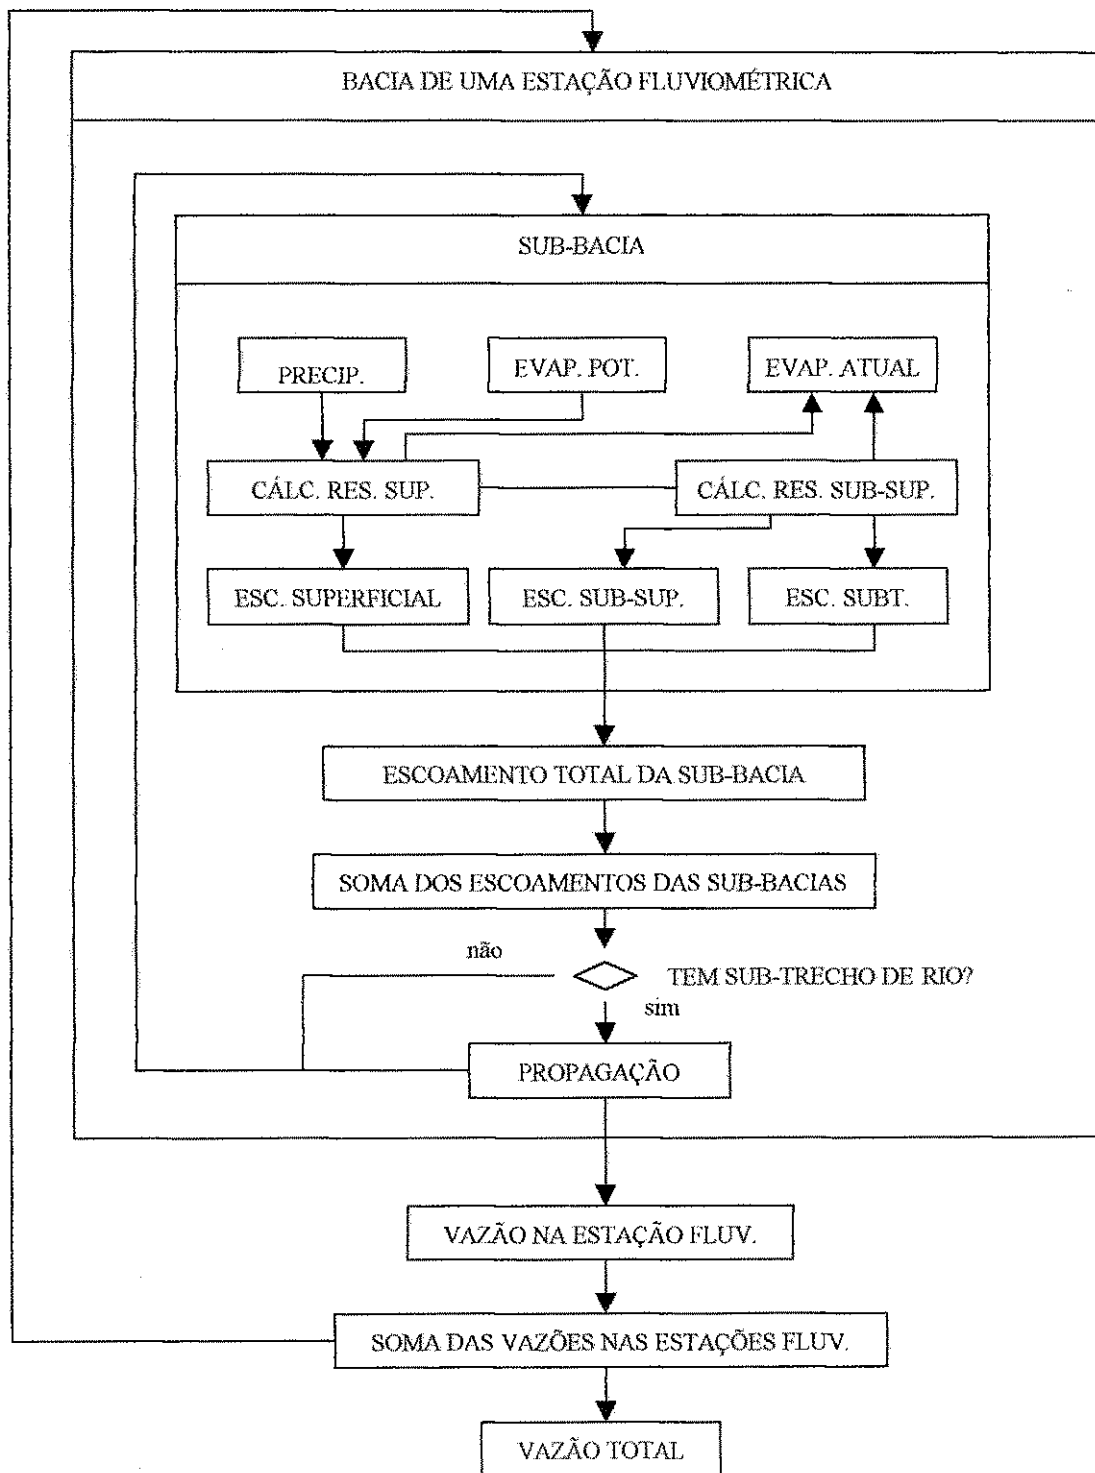 BACIA DE UMA ESTAÇÃO FLUVIOMÉTRICA
SUB-BACIA
PRECIP.
EVAP. POT.
EVAP. ATUAL
CÁLC. RES. SUP.
CÁLC. RES. SUB-SUP.
ESC. SUPERFICIAL
ESC. SUB-SUP.
ESC. SUBT.
ESCOAMENTO TOTAL DA SUB-BACIA
SOMA DOS ESCOAMENTOS DAS SUB-BACIAS
não
TEM SUB-TRECHO DE RIO?
sim
PROPAGAÇÃO
VAZÃO NA ESTAÇÃO FLUV.
SOMA DAS VAZÕES NAS ESTAÇÕES FLUV.
VAZÃO TOTAL